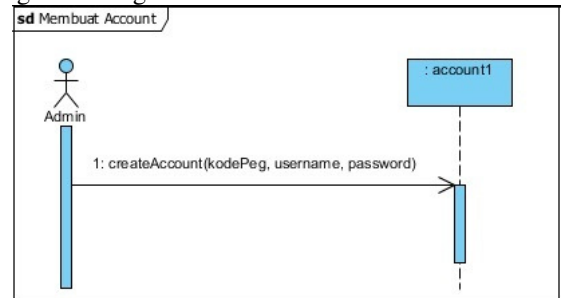 sd Membuat Account
: account1
Admin
1: createAccount(kodePeg, username, password)